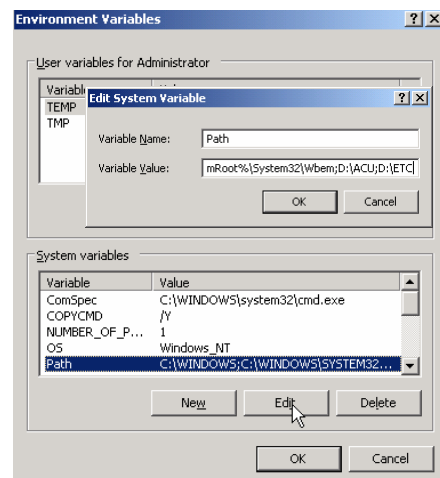 Environment Variables
User variables for Administrator
TEMP
TMP
Edit System Variable
Variable Name: Path
Variable Value: mRoot%\System32\Wbem;D:\ACU;D:\ETC
OK Cancel
System variables
Variable Value
ComSpec C:\WINDOWS\system32\cmd.exe
COPYCMD /Y
NUMBER_OF_P... 1
OS Windows_NT
Path C:\WINDOWS;C:\WINDOWS\SYSTEM32...
New Edit Delete
OK Cancel